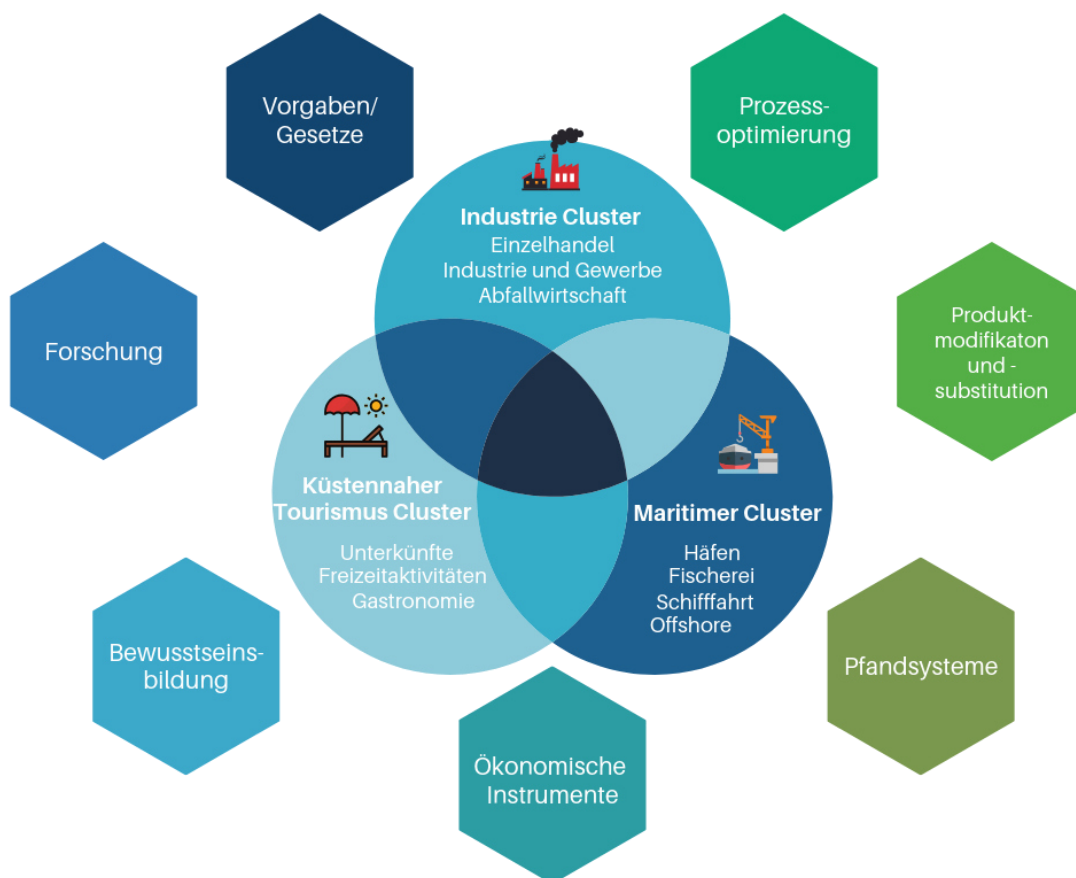 Vorgaben/
Gesetze
Prozess-
optimierung
Industrie Cluster
Einzelhandel
Industrie und Gewerbe
Abfallwirtschaft
Forschung
Produkt-
modifikaton
und -
substitution
Küstennaher
Tourismus Cluster
Unterkünfte
Freizeitaktivitäten
Gastronomie
Maritimer Cluster
Häfen
Fischerei
Schifffahrt
Offshore
Bewusstseins-
bildung
Pfandsysteme
Ökonomische
Instrumente